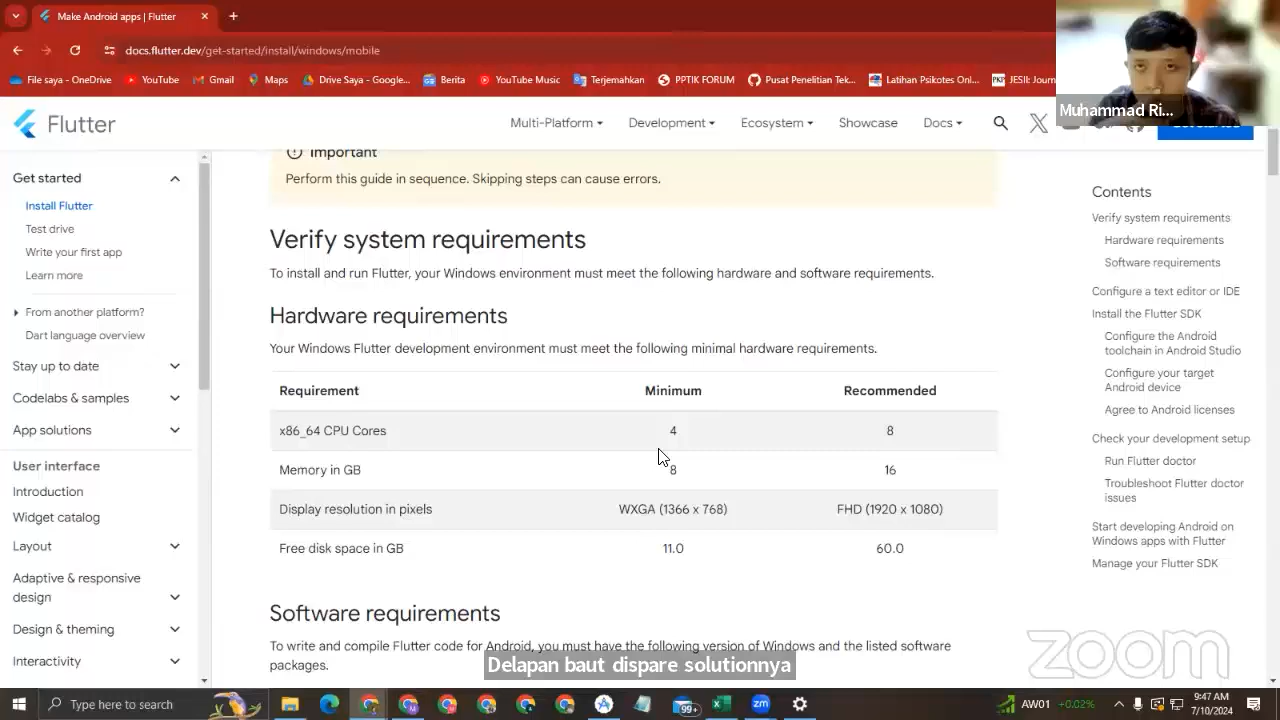 Make Android apps | Flutter
docs.flutter.dev/get-started/install/windows/mobile
File saya - OneDrive
YouTube
Gmail
Maps
Drive Saya - Google...
Berita
YouTube Music
Terjemahkan
PPTIK FORUM
Pusat Penelitian Tek...
Latihan Psikotes Onl...
JESII: Journ
Muhammad Ri...
Flutter
Multi-Platform
Development
Ecosystem
Showcase
Docs
Get started
Install Flutter
Test drive
Write your first app
Learn more
From another platform?
Dart language overview
Stay up to date
Codelabs & samples
App solutions
User interface
Introduction
Widget catalog
Layout
Adaptive & responsive
design
Design & theming
Interactivity
Important
Perform this guide in sequence. Skipping steps can cause errors.
Verify system requirements
To install and run Flutter, your Windows environment must meet the following hardware and software requirements.
Hardware requirements
Your Windows Flutter development environment must meet the following minimal hardware requirements.
Requirement Minimum Recommended
x86_64 CPU Cores 4 8
Memory in GB 8 16
Display resolution in pixels WXGA (1366 x 768) FHD (1920 x 1080)
Free disk space in GB 11.0 60.0
Software requirements
To write and compile Flutter code for Android, you must have the following version of Windows and the listed software
packages.
Delapan baut dispare solutionnya
Contents
Verify system requirements
Hardware requirements
Software requirements
Configure a text editor or IDE
Install the Flutter SDK
Configure the Android
toolchain in Android Studio
Configure your target
Android device
Agree to Android licenses
Check your development setup
Run Flutter doctor
Troubleshoot Flutter doctor
issues
Start developing Android on
Windows apps with Flutter
Manage your Flutter SDK
zoom
Type here to search
99+
zm
AW01 +0.02%
9:47 AM
7/10/2024